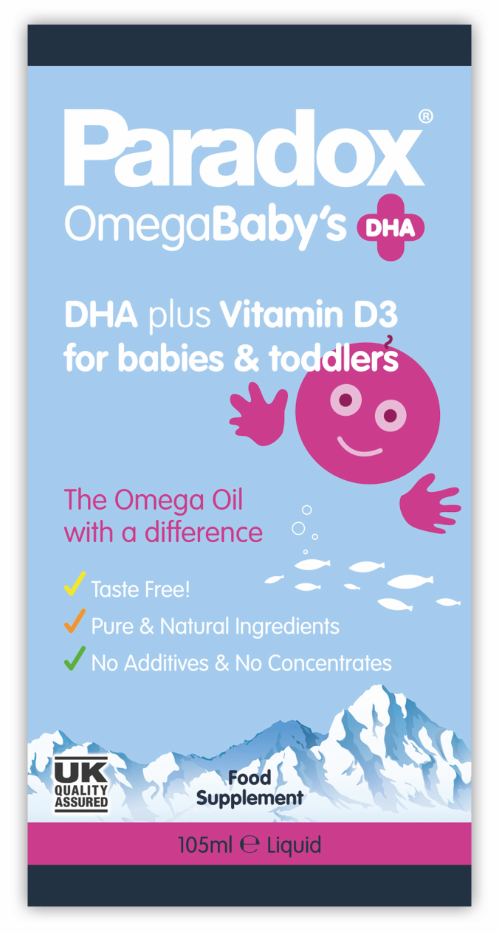 Paradox®
OmegaBaby's DHA
DHA plus Vitamin D3
for babies & toddlers
The Omega Oil
with a difference
Taste Free!
Pure & Natural Ingredients
No Additives & No Concentrates
UK
QUALITY
ASSURED
Food
Supplement
105ml ℮ Liquid